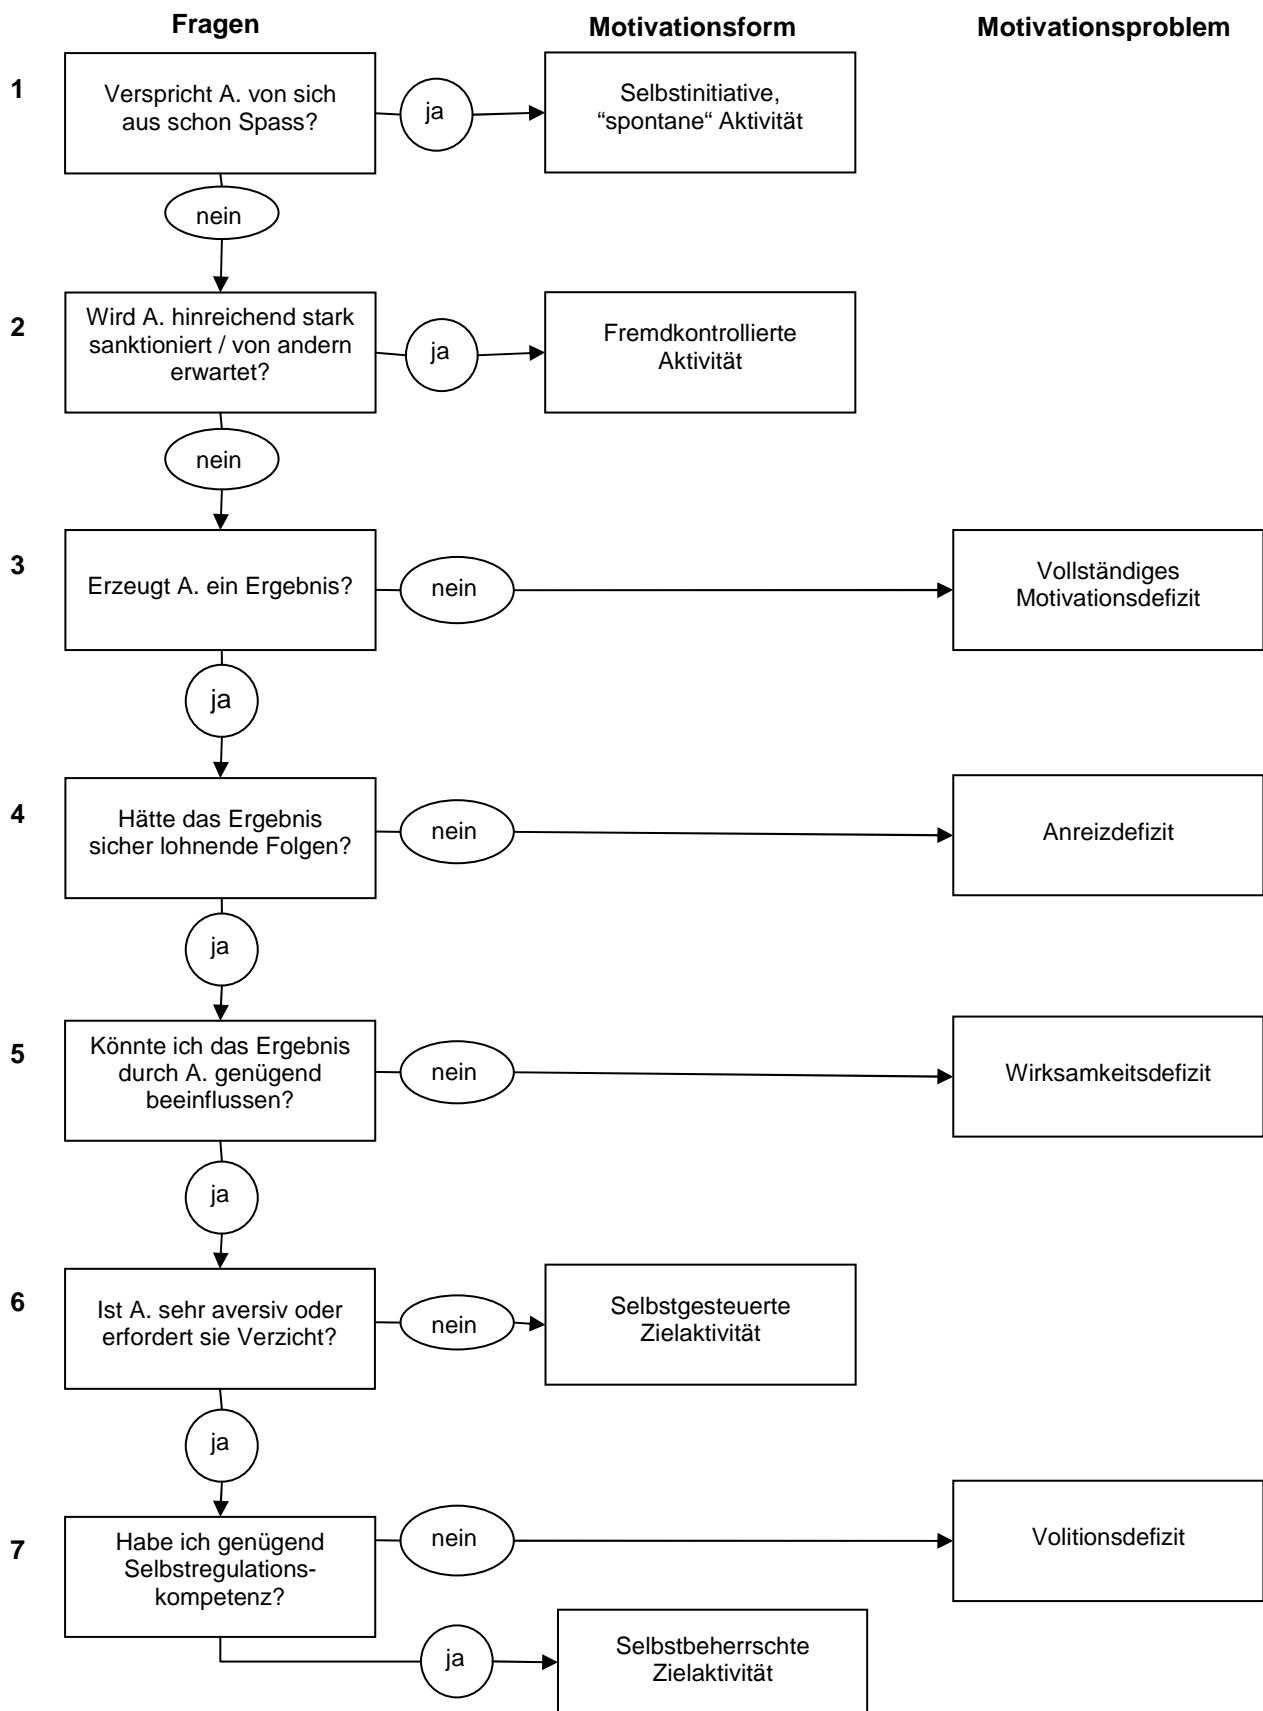 Fragen
Motivationsform
Motivationsproblem
1
Verspricht A. von sich
aus schon Spass?
ja
Selbstinitiative,
“spontane“ Aktivität
nein
2
Wird A. hinreichend stark
sanktioniert / von andern
erwartet?
ja
Fremdkontrollierte
Aktivität
nein
3
Erzeugt A. ein Ergebnis?
nein
Vollständiges
Motivationsdefizit
ja
4
Hätte das Ergebnis
sicher lohnende Folgen?
nein
Anreizdefizit
ja
5
Könnte ich das Ergebnis
durch A. genügend
beeinflussen?
nein
Wirksamkeitsdefizit
ja
6
Ist A. sehr aversiv oder
erfordert sie Verzicht?
nein
Selbstgesteuerte
Zielaktivität
ja
7
Habe ich genügend
Selbstregulations-
kompetenz?
nein
Volitionsdefizit
ja
Selbstbeherrschte
Zielaktivität